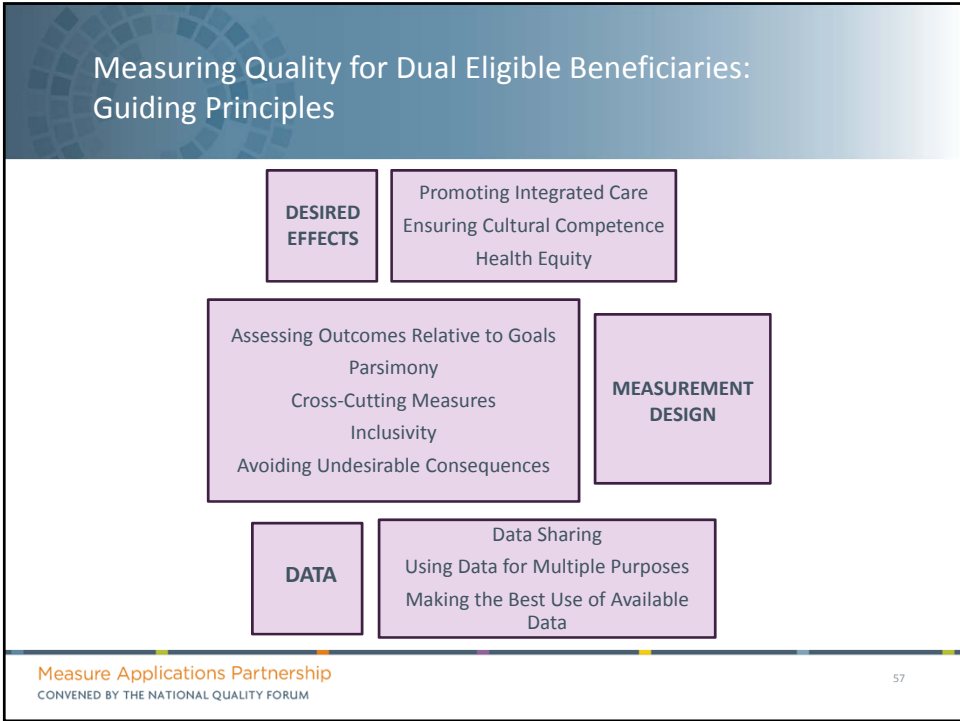 Measuring Quality for Dual Eligible Beneficiaries:
Guiding Principles
DESIRED
EFFECTS
Promoting Integrated Care
Ensuring Cultural Competence
Health Equity
Assessing Outcomes Relative to Goals
Parsimony
Cross-Cutting Measures
Inclusivity
Avoiding Undesirable Consequences
MEASUREMENT
DESIGN
DATA
Data Sharing
Using Data for Multiple Purposes
Making the Best Use of Available
Data
Measure Applications Partnership
CONVENED BY THE NATIONAL QUALITY FORUM
57